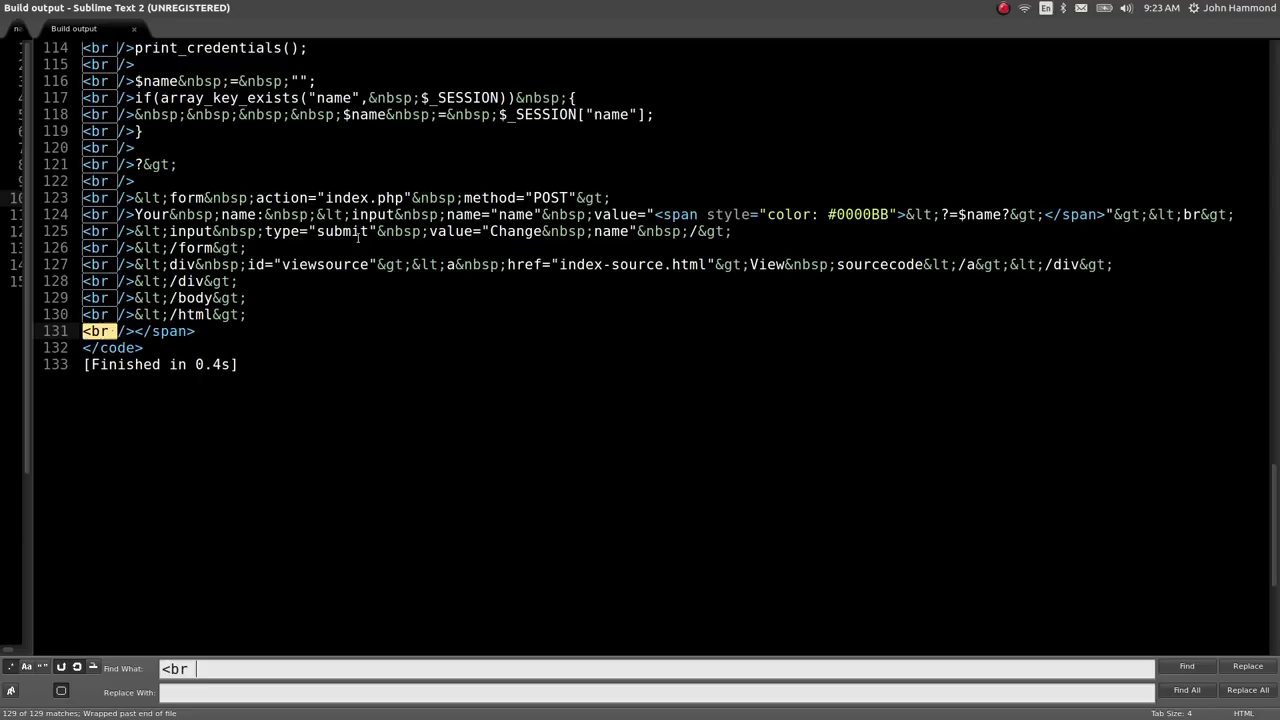 Build output - Sublime Text 2 (UNREGISTERED)
En
9:23 AM
John Hammond
Build output
114 <br />print_credentials();
115 <br />
116 <br />$name&nbsp;=&nbsp;"";
117 <br />if(array_key_exists("name",&nbsp;$_SESSION))&nbsp;{
118 <br />&nbsp;&nbsp;&nbsp;&nbsp;$name&nbsp;=&nbsp;$_SESSION["name"];
119 <br />}
120 <br />
121 <br />?&gt;
122 <br />
123 <br />&lt;form&nbsp;action="index.php"&nbsp;method="POST"&gt;
124 <br />Your&nbsp;name:&nbsp;&lt;input&nbsp;name="name"&nbsp;value="<span style="color: #0000BB">&lt;?=$name?&gt;</span>"&gt;&lt;br&gt;
125 <br />&lt;input&nbsp;type="submit"&nbsp;value="Change&nbsp;name"&nbsp;/&gt;
126 <br />&lt;/form&gt;
127 <br />&lt;div&nbsp;id="viewsource"&gt;&lt;a&nbsp;href="index-source.html"&gt;View&nbsp;sourcecode&lt;/a&gt;&lt;/div&gt;
128 <br />&lt;/div&gt;
129 <br />&lt;/body&gt;
130 <br />&lt;/html&gt;
131 <br /></span>
132 </code>
133 [Finished in 0.4s]
Find What:
<br
Find
Replace
Replace With:
Find All
Replace All
129 of 129 matches; Wrapped past end of file
Tab Size: 4
HTML